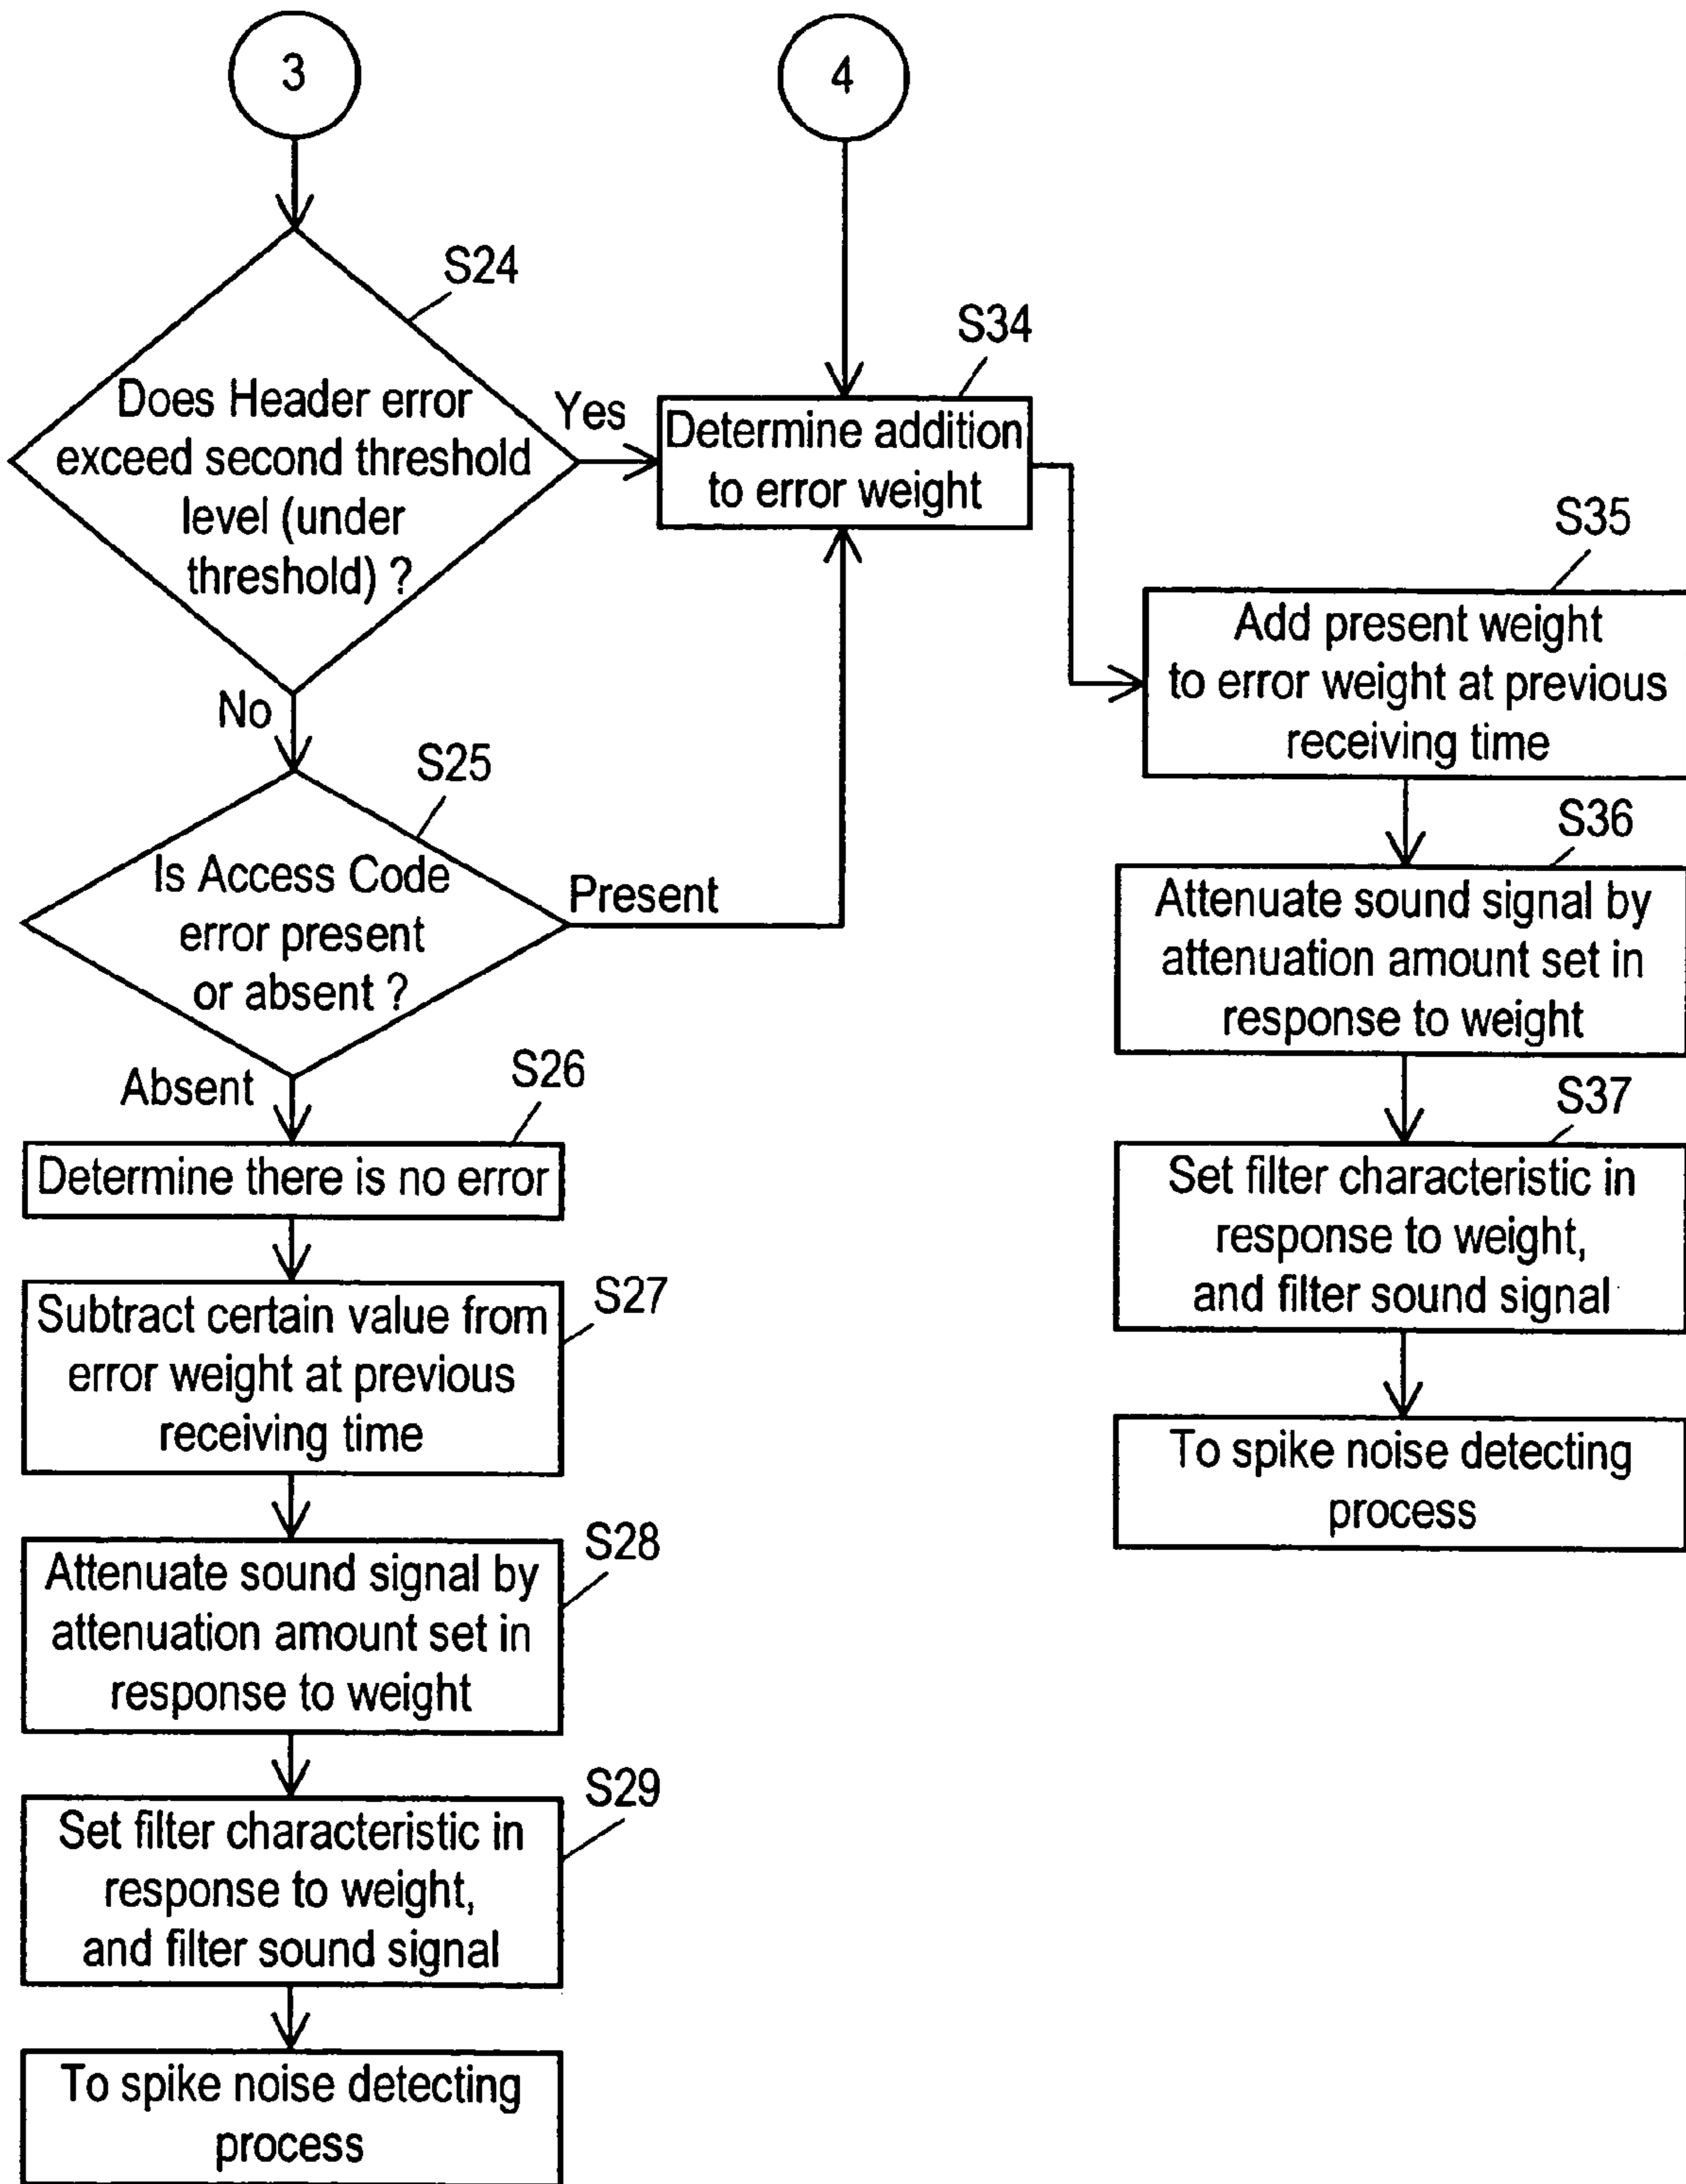 3
4
S24
Does Header error
exceed second threshold
level (under
threshold) ?
Yes
No
S34
Determine addition
to error weight
S25
Is Access Code
error present
or absent ?
Present
Absent
S35
Add present weight
to error weight at previous
receiving time
S36
Attenuate sound signal by
attenuation amount set in
response to weight
S37
Set filter characteristic in
response to weight,
and filter sound signal
To spike noise detecting
process
S26
Determine there is no error
S27
Subtract certain value from
error weight at previous
receiving time
S28
Attenuate sound signal by
attenuation amount set in
response to weight
S29
Set filter characteristic in
response to weight,
and filter sound signal
To spike noise detecting
process